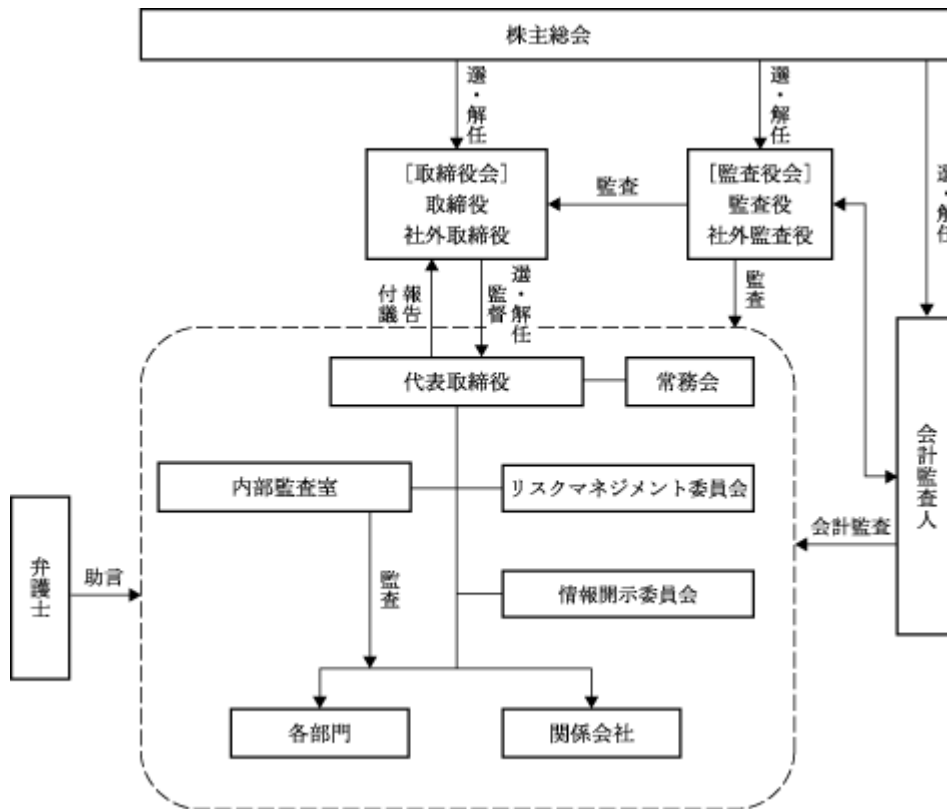 株主総会
選・解任
選・解任
選・解任
［取締役会］
取締役
社外取締役
監査
［監査役会］
監査役
社外監査役
付議
報告
監督
選・解任
監査
代表取締役
常務会
会計監査人
内部監査室
リスクマネジメント委員会
会計監査
弁護士
助言
監査
情報開示委員会
各部門
関係会社